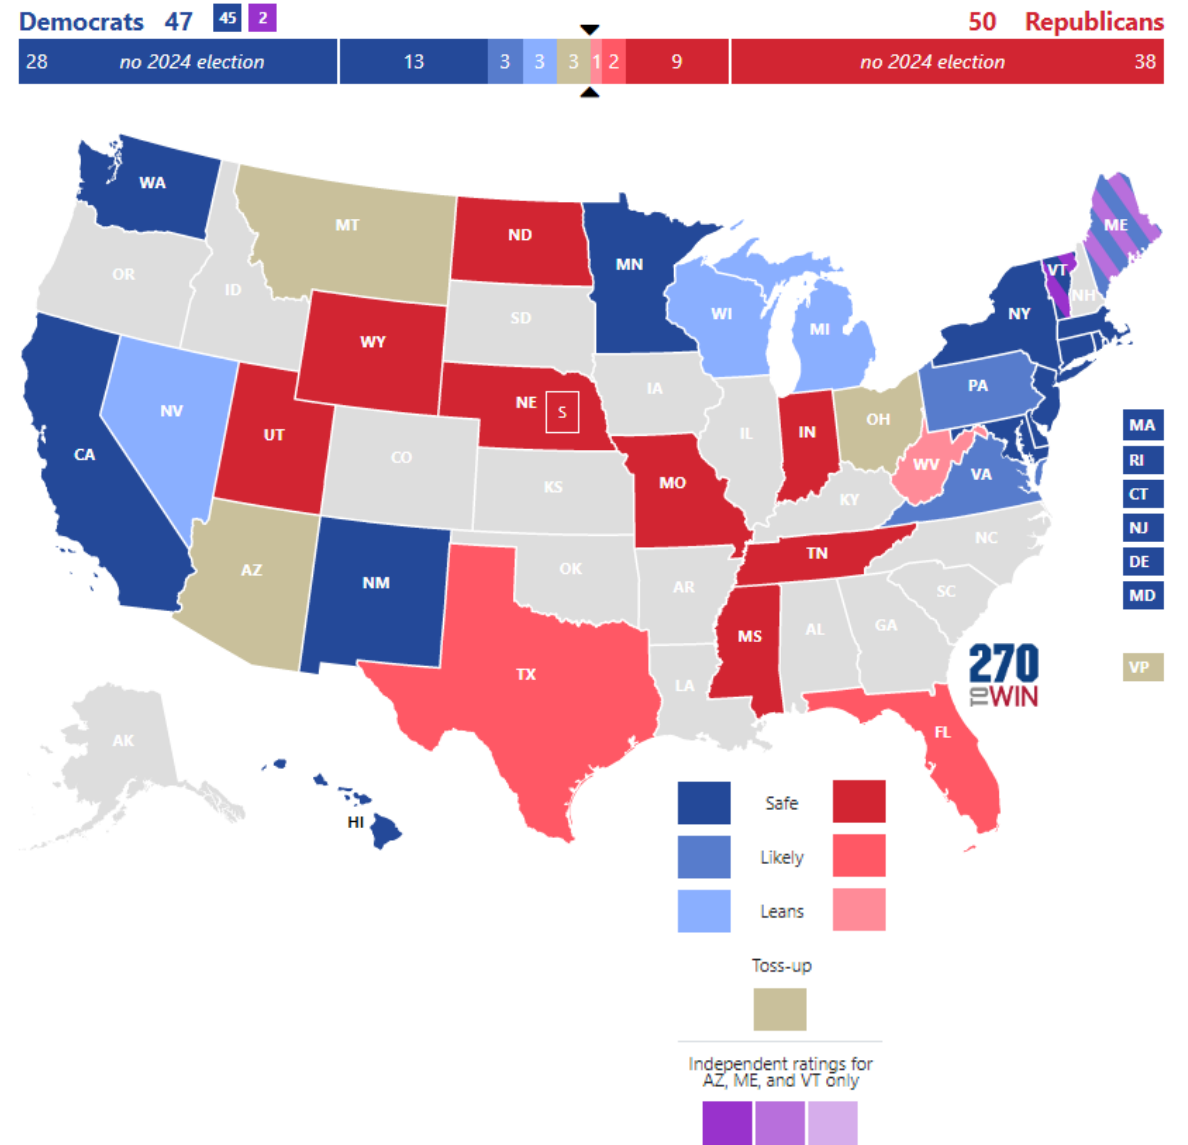 Democrats 47 45 2 50 Republicans
28 no 2024 election 13 3 3 3 1 2 9 no 2024 election 38
WA
MT
ND
MN
OR
ID
SD
WY
WI
MI
NY
VT
NH
ME
NV
UT
CA
CO
NE
S
IA
IL
IN
OH
PA
WV
VA
KS
MO
KY
MA
RI
CT
NJ
DE
MD
VP
AZ
NM
OK
AR
TN
NC
SC
MS
AL
GA
TX
LA
FL
270
TO WIN
AK
HI
Safe
Likely
Leans
Toss-up
Independent ratings for
AZ, ME, and VT only